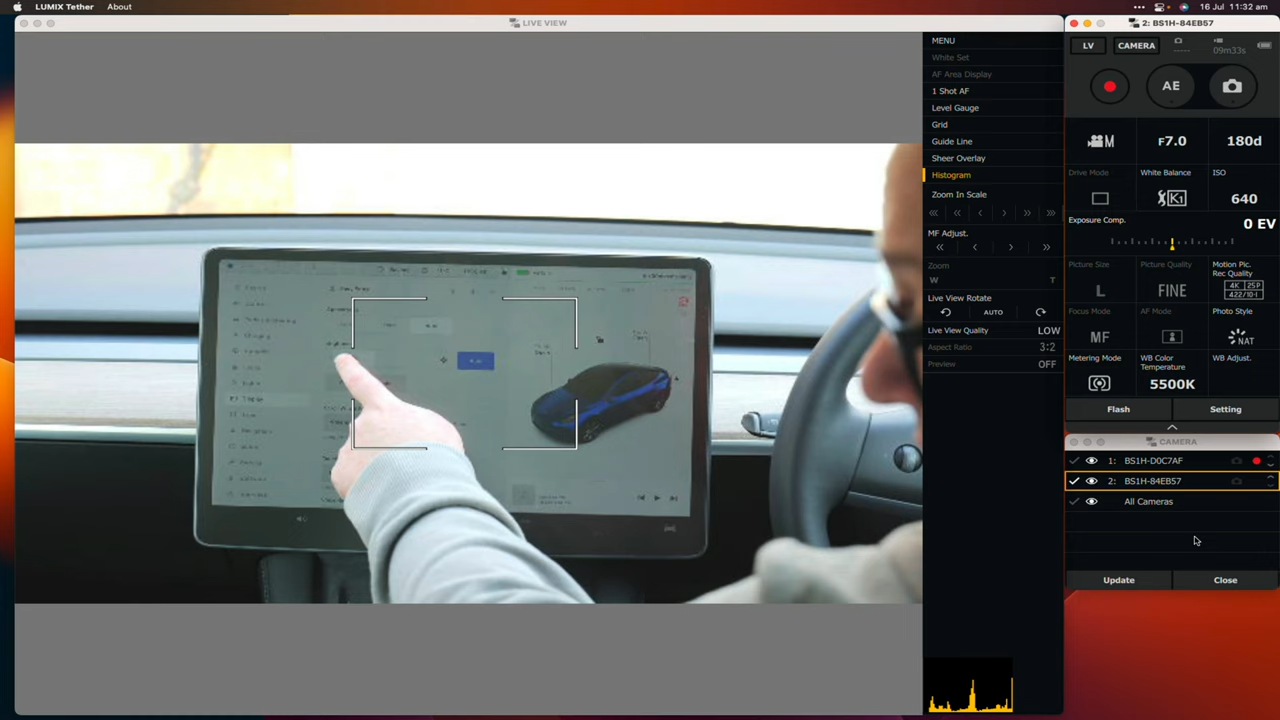 LUMIX Tether About
16 Jul 11:32 am
LIVE VIEW
MENU
White Set
AF Area Display
1 Shot AF
Level Gauge
Grid
Guide Line
Sheer Overlay
Histogram
Zoom In Scale
MF Adjust.
Zoom
W T
Live View Rotate
AUTO
Live View Quality LOW
Aspect Ratio 3:2
Preview OFF
2: BS1H-84EB57
LV CAMERA
09m33s
AE
M F7.0 180d
Drive Mode White Balance ISO
K1 640
Exposure Comp. 0 EV
Picture Size Picture Quality Motion Pic. Rec Quality
L FINE 4K 25P 422/10-I
Focus Mode AF Mode Photo Style
MF NAT
Metering Mode WB Color Temperature WB Adjust.
5500K
Flash Setting
CAMERA
1: BS1H-D0C7AF
2: BS1H-84EB57
All Cameras
Update Close